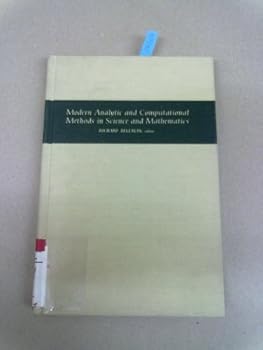 Modern Analytic and Computational
Methods in Science and Mathematics
RICHARD BELLMAN, editor